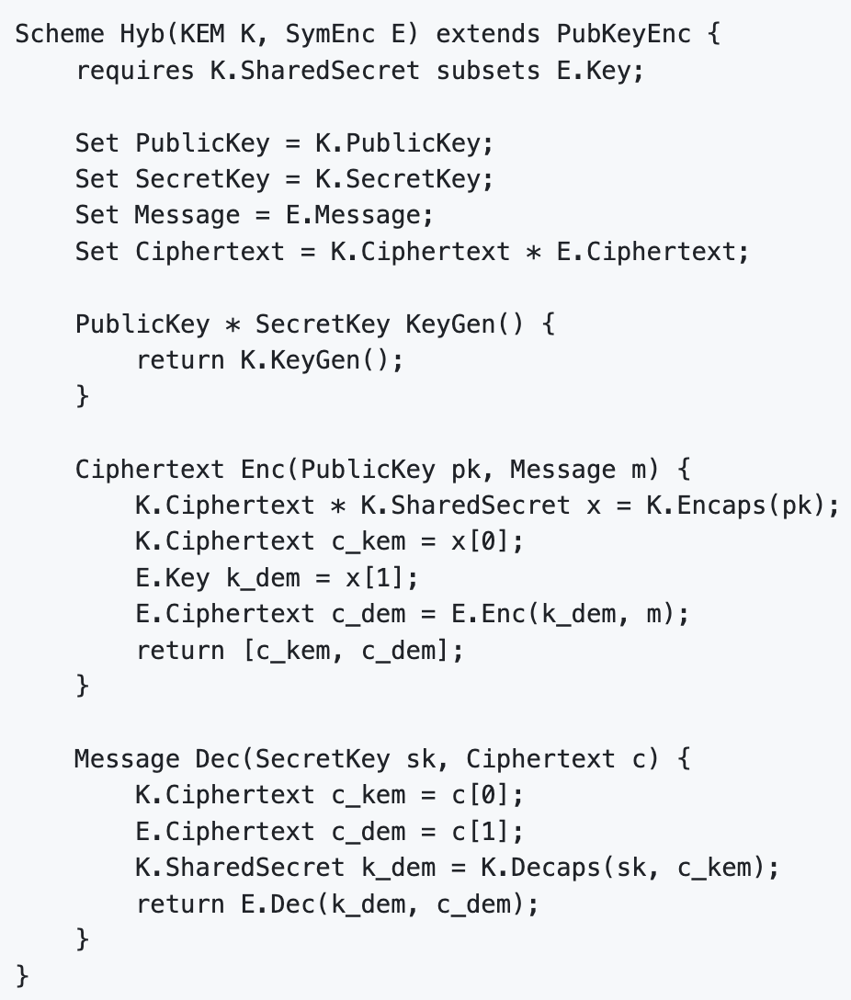 Scheme Hyb(KEM K, SymEnc E) extends PubKeyEnc {
    requires K.SharedSecret subsets E.Key;

    Set PublicKey = K.PublicKey;
    Set SecretKey = K.SecretKey;
    Set Message = E.Message;
    Set Ciphertext = K.Ciphertext * E.Ciphertext;

    PublicKey * SecretKey KeyGen() {
        return K.KeyGen();
    }

    Ciphertext Enc(PublicKey pk, Message m) {
        K.Ciphertext * K.SharedSecret x = K.Encaps(pk);
        K.Ciphertext c_kem = x[0];
        E.Key k_dem = x[1];
        E.Ciphertext c_dem = E.Enc(k_dem, m);
        return [c_kem, c_dem];
    }

    Message Dec(SecretKey sk, Ciphertext c) {
        K.Ciphertext c_kem = c[0];
        E.Ciphertext c_dem = c[1];
        K.SharedSecret k_dem = K.Decaps(sk, c_kem);
        return E.Dec(k_dem, c_dem);
    }
}